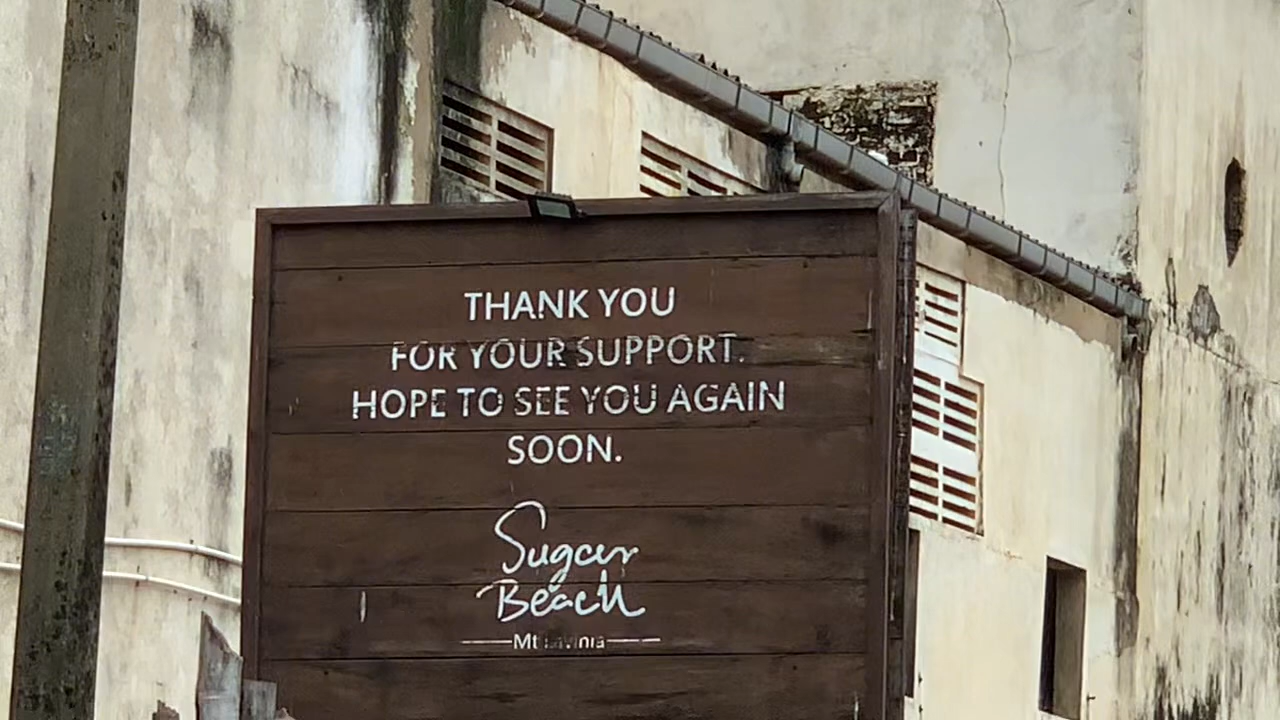 THANK YOU
FOR YOUR SUPPORT.
HOPE TO SEE YOU AGAIN
SOON.
Sugar
Beach
Mt Lavinia